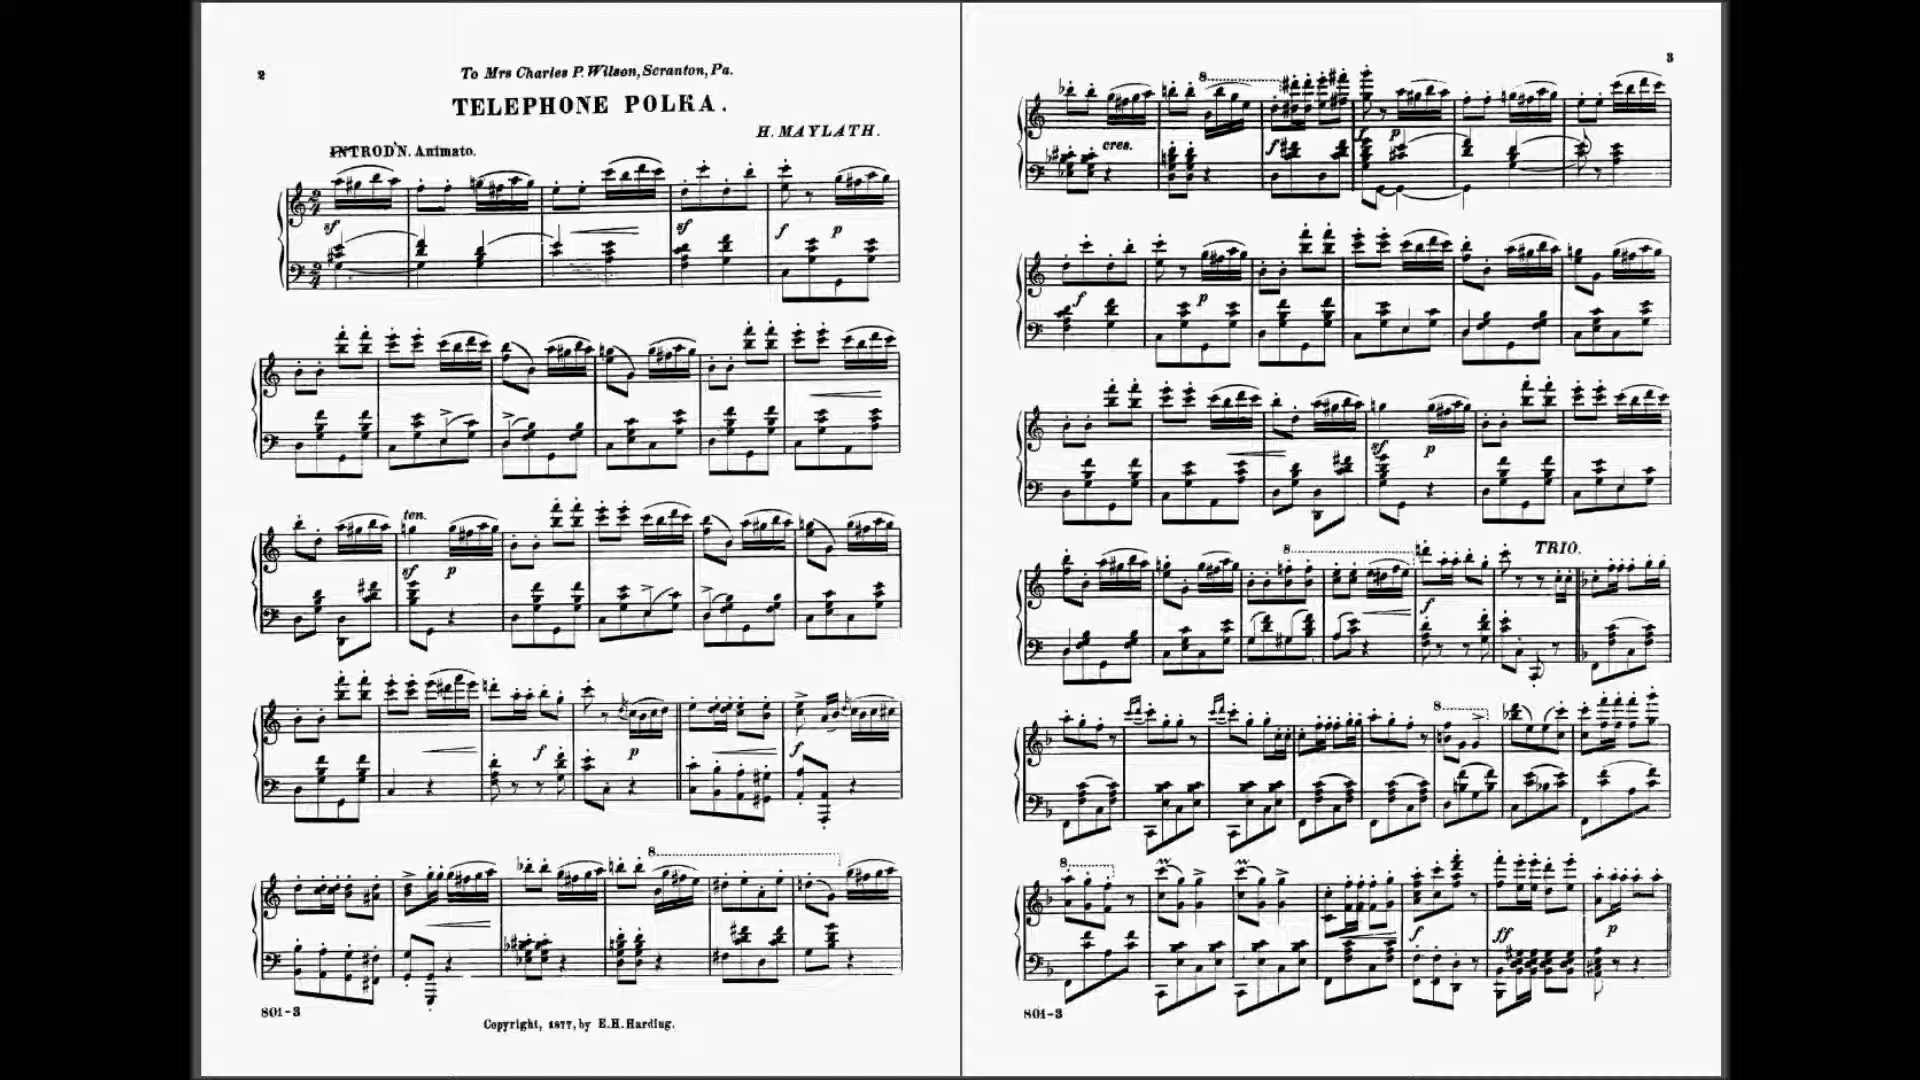 2
To Mrs Charles P. Wilson, Scranton, Pa.
TELEPHONE POLKA.
H. MAYLATH.
INTROD'N. Animato.
sf
sf
f
p
ten.
sf
p
f
p
f
8
801-3
Copyright, 1877, by E.H. Harding.
3
8
cres.
f
f
p
f
p
sf
p
8
TRIO.
f
8
8
f
ff
p
801-3